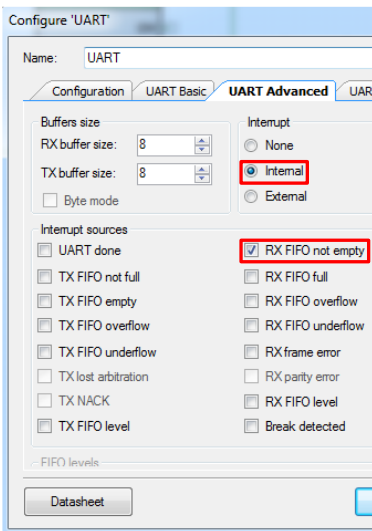 Configure 'UART'
Name: UART
Configuration UART Basic UART Advanced UAR
Buffers size
RX buffer size: 8
TX buffer size: 8
Byte mode
Interrupt
None
Internal
External
Interrupt sources
UART done RX FIFO not empty
TX FIFO not full RX FIFO full
TX FIFO empty RX FIFO overflow
TX FIFO overflow RX FIFO underflow
TX FIFO underflow RX frame error
TX lost arbitration RX parity error
TX NACK RX FIFO level
TX FIFO level Break detected
FIFO levels
Datasheet